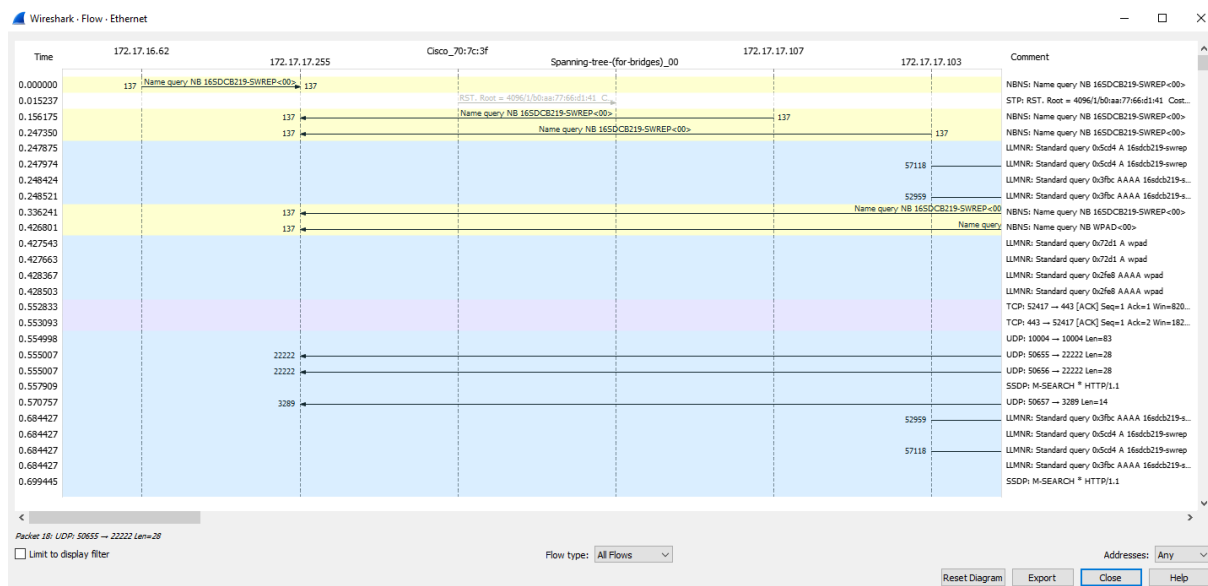 Wireshark · Flow · Ethernet
Time 172.17.16.62 172.17.17.255 Cisco_70:7c:3f Spanning-tree-(for-bridges)_00 172.17.17.107 172.17.17.103 Comment
0.000000 137 Name query NB 16SDCB219-SWREP<00> 137 NBNS: Name query NB 16SDCB219-SWREP<00>
0.015237 RST. Root = 4096/1/b0:aa:77:66:d1:41 C... STP: RST. Root = 4096/1/b0:aa:77:66:d1:41 Cost...
0.156175 137 Name query NB 16SDCB219-SWREP<00> 137 NBNS: Name query NB 16SDCB219-SWREP<00>
0.247350 137 Name query NB 16SDCB219-SWREP<00> 137 NBNS: Name query NB 16SDCB219-SWREP<00>
0.247875 LLMNR: Standard query 0x5cd4 A 16sdcb219-swrep
0.247974 57118 LLMNR: Standard query 0x5cd4 A 16sdcb219-swrep
0.248424 LLMNR: Standard query 0x3fbc AAAA 16sdcb219-s...
0.248521 52959 LLMNR: Standard query 0x3fbc AAAA 16sdcb219-s...
0.336241 137 Name query NB 16SDCB219-SWREP<00 NBNS: Name query NB 16SDCB219-SWREP<00>
0.426801 137 Name query NBNS: Name query NB WPAD<00>
0.427543 LLMNR: Standard query 0x72d1 A wpad
0.427663 LLMNR: Standard query 0x72d1 A wpad
0.428367 LLMNR: Standard query 0x2fe8 AAAA wpad
0.428503 LLMNR: Standard query 0x2fe8 AAAA wpad
0.552833 TCP: 52417 → 443 [ACK] Seq=1 Ack=1 Win=820...
0.553093 TCP: 443 → 52417 [ACK] Seq=1 Ack=2 Win=182...
0.554998 UDP: 10004 → 10004 Len=83
0.555007 22222 UDP: 50655 → 22222 Len=28
0.555007 22222 UDP: 50656 → 22222 Len=28
0.557909 SSDP: M-SEARCH * HTTP/1.1
0.570757 3289 UDP: 50657 → 3289 Len=14
0.684427 52959 LLMNR: Standard query 0x3fbc AAAA 16sdcb219-s...
0.684427 LLMNR: Standard query 0x5cd4 A 16sdcb219-swrep
0.684427 57118 LLMNR: Standard query 0x5cd4 A 16sdcb219-swrep
0.684427 LLMNR: Standard query 0x3fbc AAAA 16sdcb219-s...
0.699445 SSDP: M-SEARCH * HTTP/1.1
Packet 18: UDP: 50655 → 22222 Len=28
Limit to display filter Flow type: All Flows Addresses: Any
Reset Diagram Export Close Help